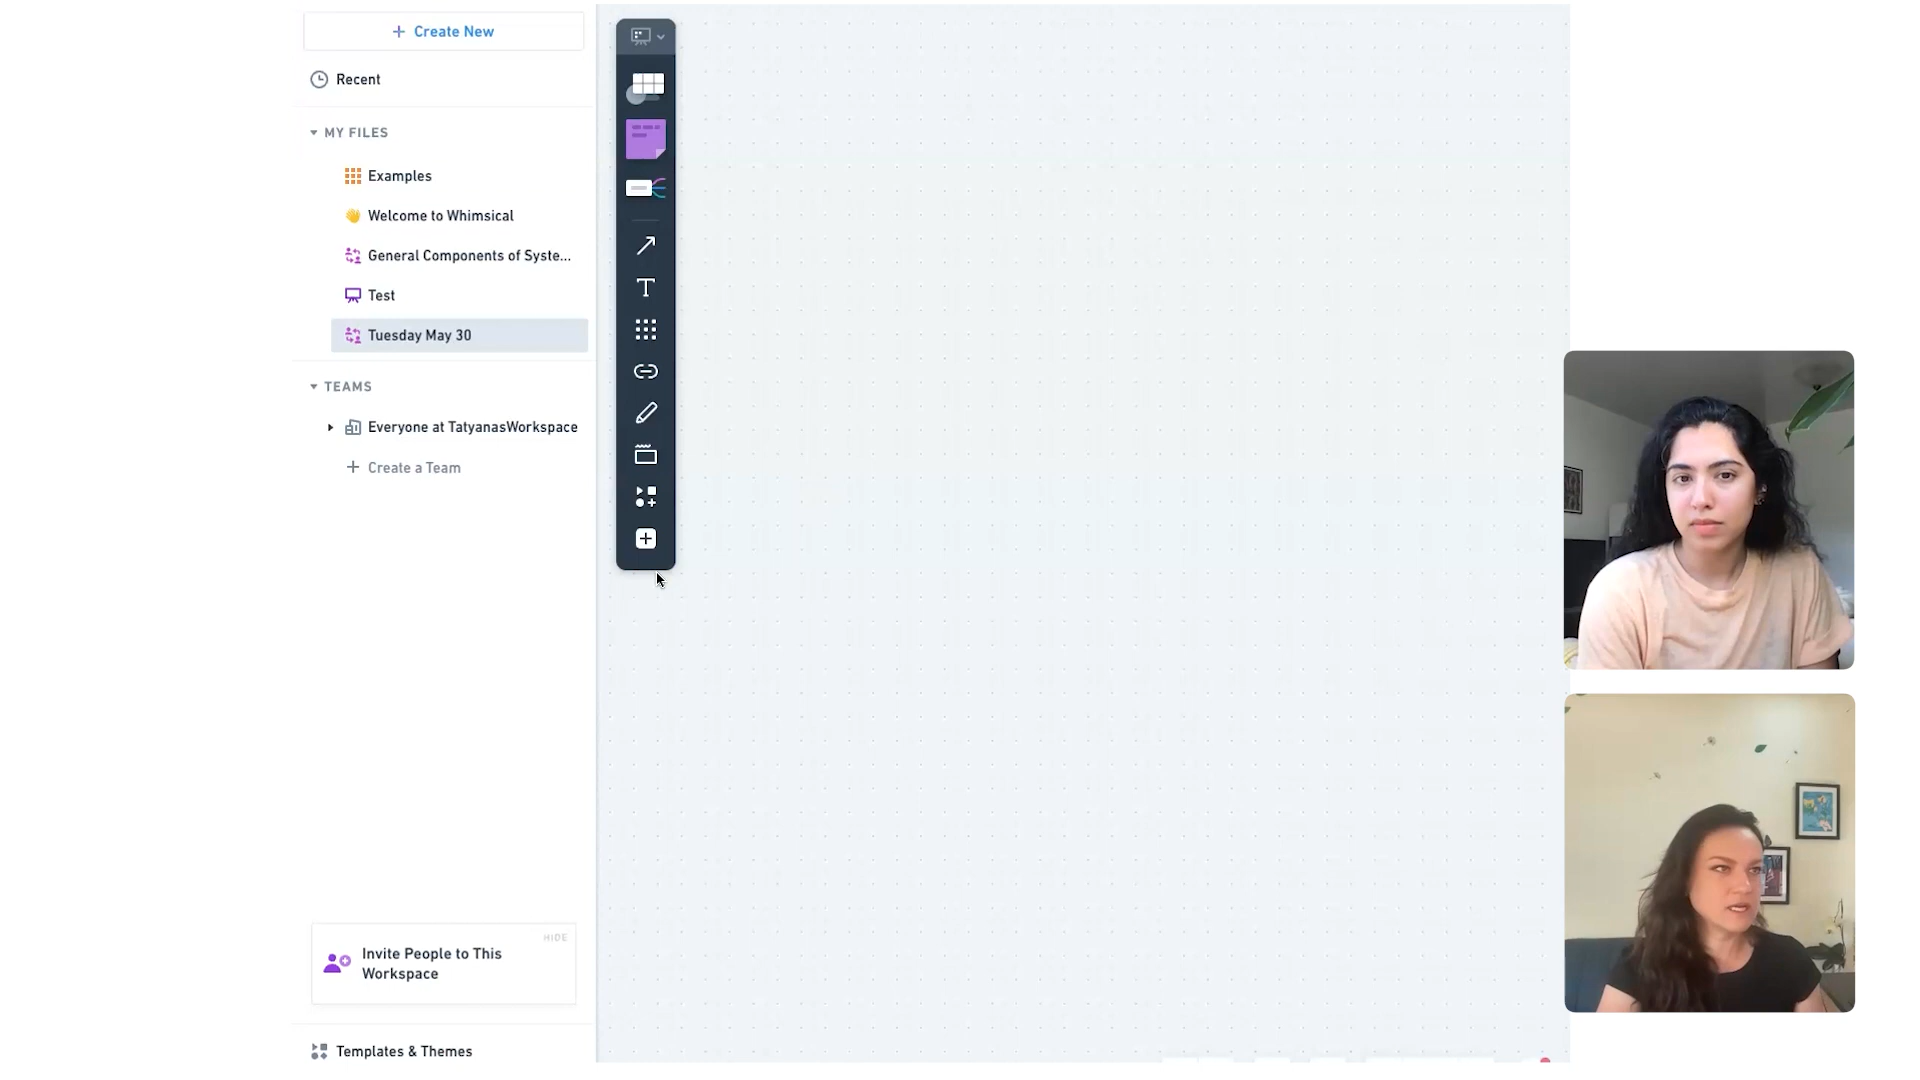 + Create New
Recent
MY FILES
Examples
Welcome to Whimsical
General Components of Syste...
Test
Tuesday May 30
TEAMS
Everyone at TatyanasWorkspace
+ Create a Team
HIDE
Invite People to This
Workspace
Templates & Themes